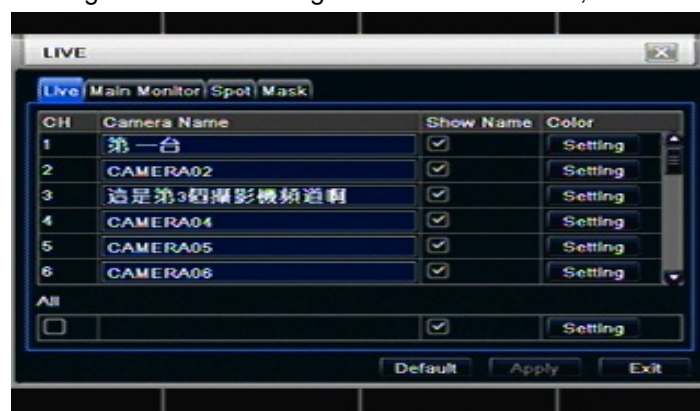 LIVE
Live Main Monitor Spot Mask
CH Camera Name Show Name Color
1 第一台 Setting
2 CAMERA02 Setting
3 這是第3個攝影機頻道啊 Setting
4 CAMERA04 Setting
5 CAMERA05 Setting
6 CAMERA06 Setting
All
Setting
Default Apply Exit